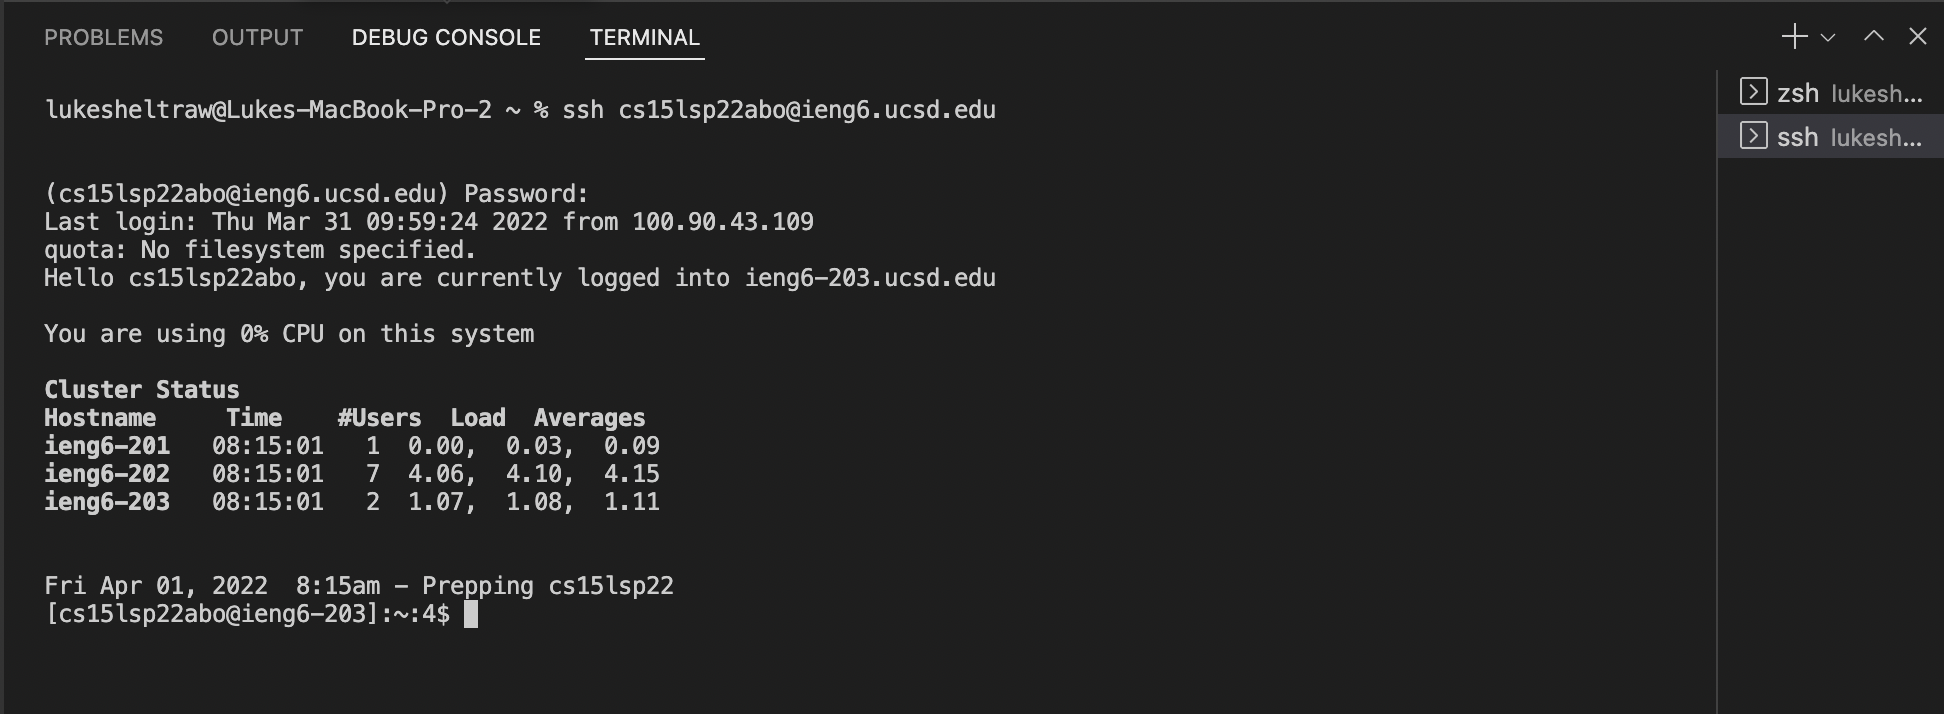 PROBLEMS OUTPUT DEBUG CONSOLE TERMINAL
zsh lukesh...
ssh lukesh...
lukesheltraw@Lukes-MacBook-Pro-2 ~ % ssh cs15lsp22abo@ieng6.ucsd.edu
(cs15lsp22abo@ieng6.ucsd.edu) Password:
Last login: Thu Mar 31 09:59:24 2022 from 100.90.43.109
quota: No filesystem specified.
Hello cs15lsp22abo, you are currently logged into ieng6-203.ucsd.edu
You are using 0% CPU on this system
Cluster Status
Hostname Time #Users Load Averages
ieng6-201 08:15:01 1 0.00, 0.03, 0.09
ieng6-202 08:15:01 7 4.06, 4.10, 4.15
ieng6-203 08:15:01 2 1.07, 1.08, 1.11
Fri Apr 01, 2022 8:15am - Prepping cs15lsp22
[cs15lsp22abo@ieng6-203]:~:4$